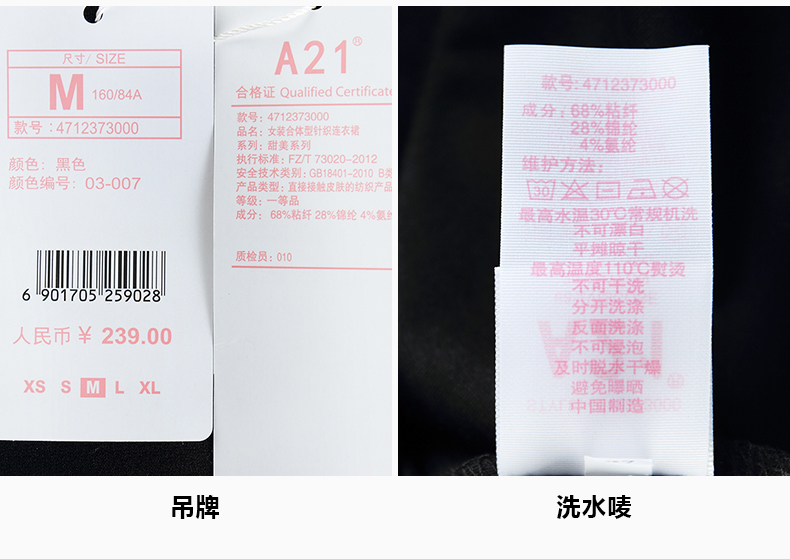 尺寸/ SIZE
M 160/84A
款号：4712373000
颜色：黑色
颜色编号：03-007
6 901705 259028
人民币 ¥ 239.00
XS S M L XL
A21®
合格证 Qualified Certificate
款号：4712373000
品名：女装合体型针织连衣裙
系列：甜美系列
执行标准：FZ/T 73020-2012
安全技术类别：GB18401-2010 B类
产品类型：直接接触皮肤的纺织产品
等级：一等品
成分：68%粘纤 28%锦纶 4%氨纶
质检员：010
款号：4712373000
成分：68%粘纤
28%锦纶
4%氨纶
维护方法：
30
最高水温30℃常规机洗
不可漂白
平摊晾干
最高温度110℃熨烫
不可干洗
分开洗涤
反面洗涤
不可浸泡
及时脱水干燥
避免曝晒
中国制造
吊牌
洗水唛